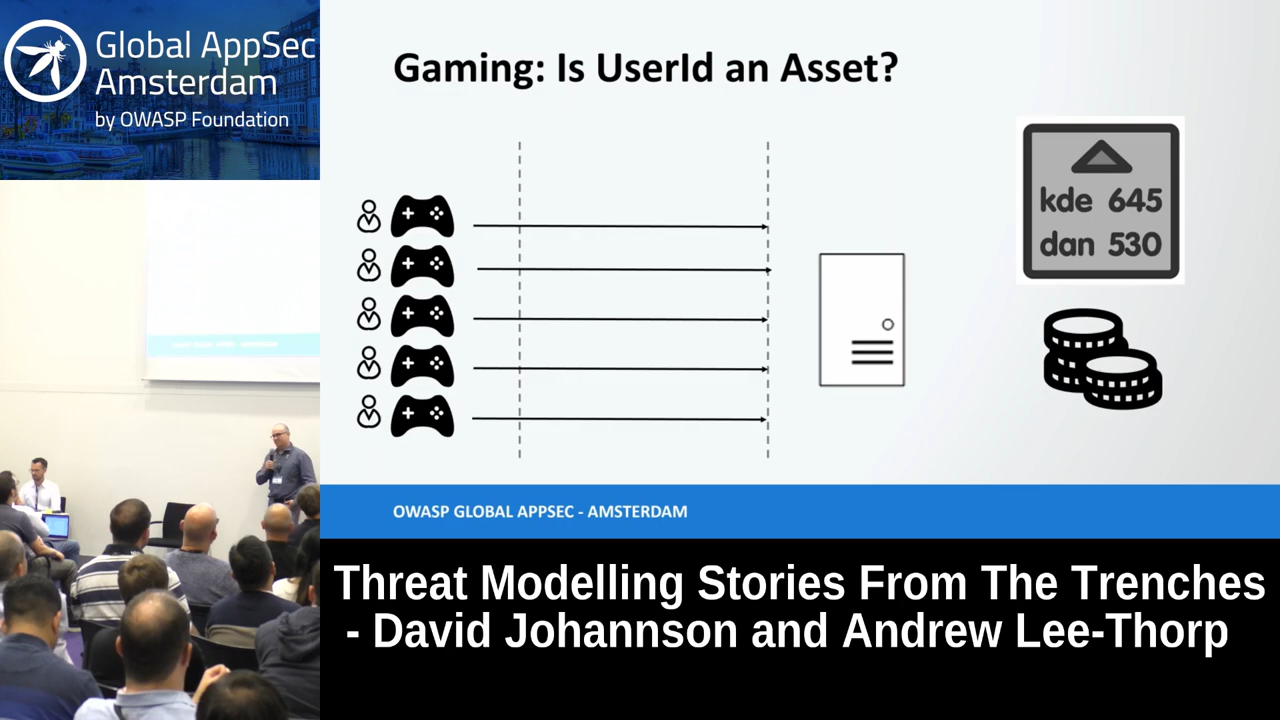 Global AppSec
Amsterdam
by OWASP Foundation
Gaming: Is UserId an Asset?
kde 645
dan 530
OWASP GLOBAL APPSEC - AMSTERDAM
Threat Modelling Stories From The Trenches
- David Johannson and Andrew Lee-Thorp